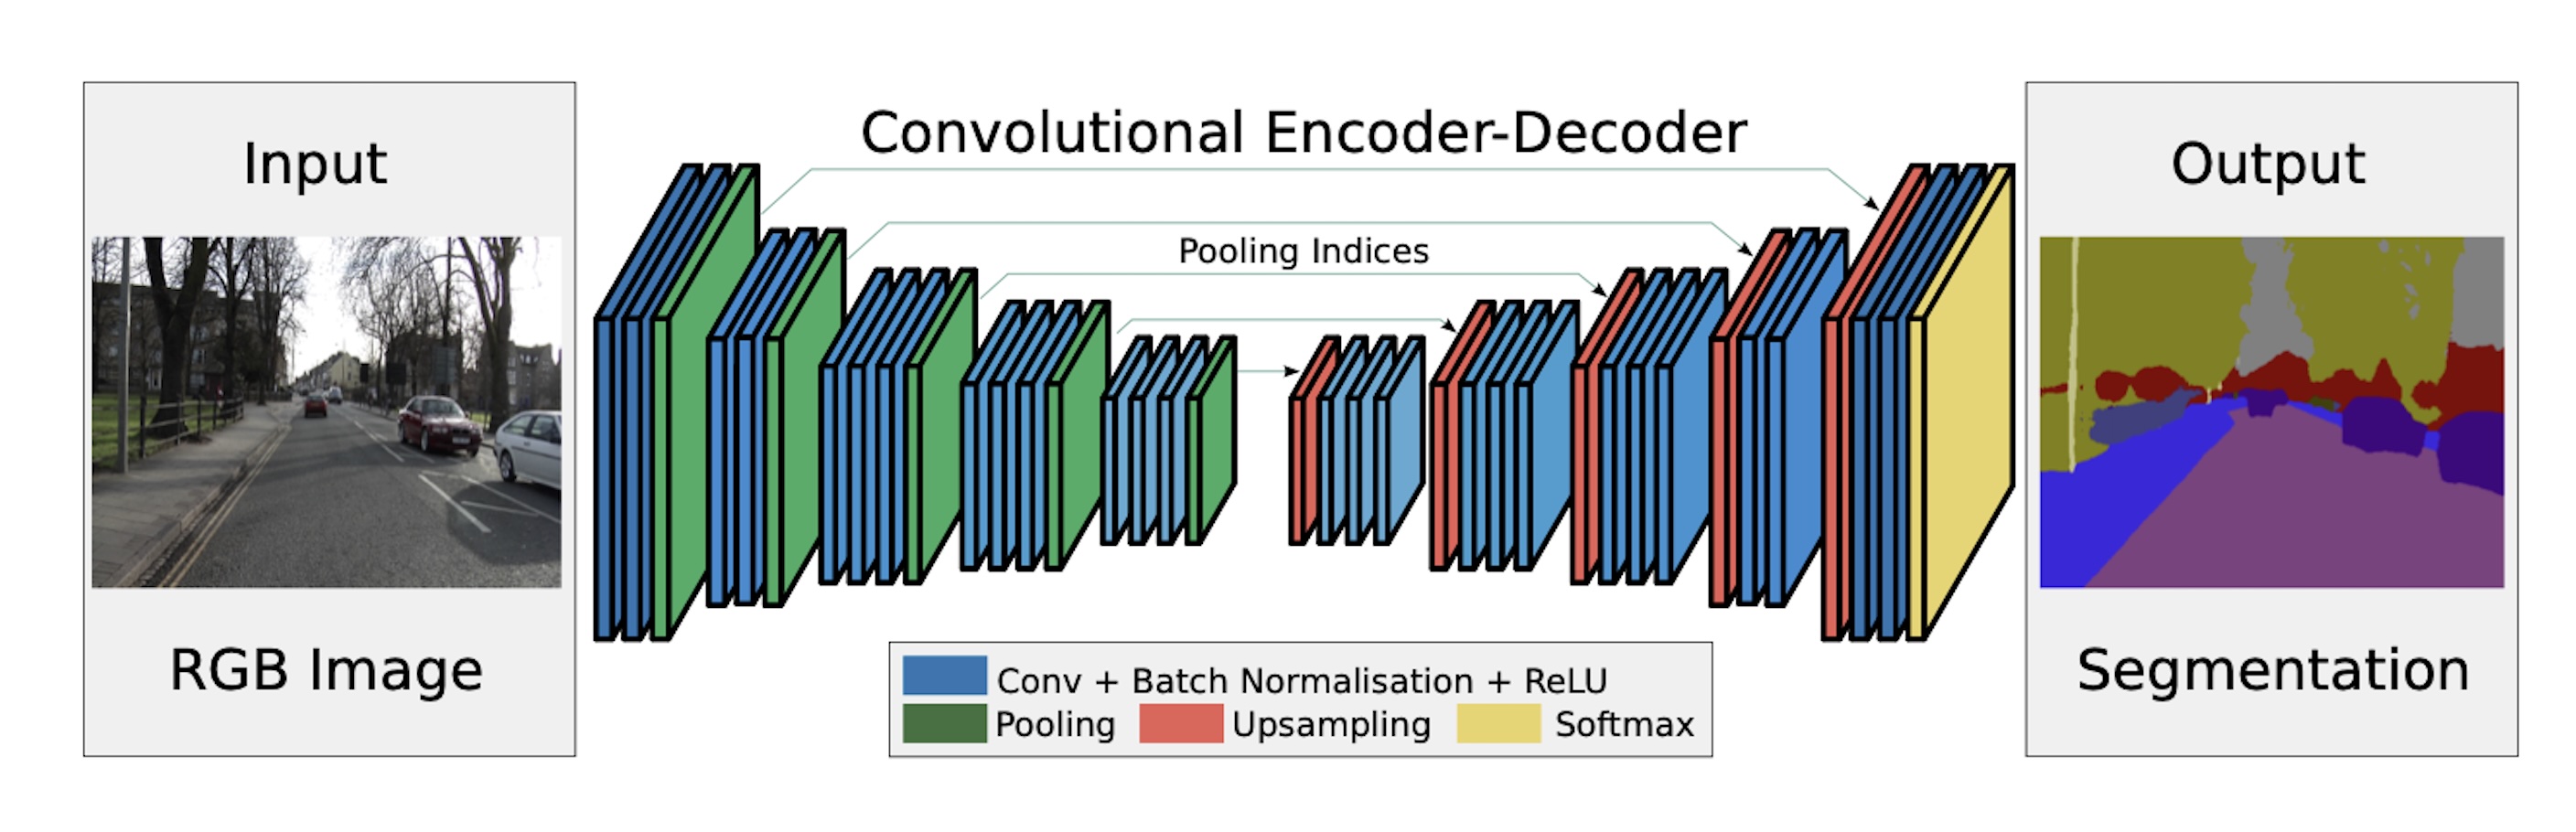 Input
RGB Image
Convolutional Encoder-Decoder
Pooling Indices
Conv + Batch Normalisation + ReLU
Pooling Upsampling Softmax
Output
Segmentation